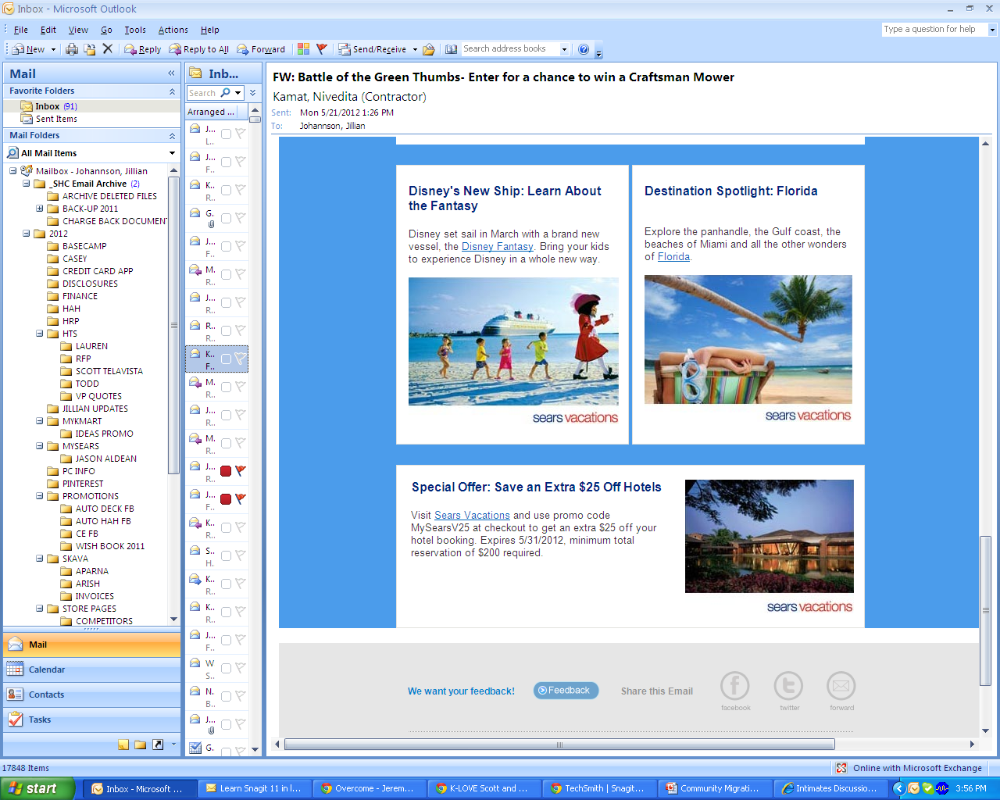 Inbox - Microsoft Outlook
File Edit View Go Tools Actions Help
Type a question for help
New Reply Reply to All Forward Send/Receive Search address books
Mail
Favorite Folders
Inbox (91)
Sent Items
Mail Folders
All Mail Items
Mailbox - Johannson, Jillian
_SHC Email Archive (2)
ARCHIVE DELETED FILES
BACK-UP 2011
CHARGE BACK DOCUMENT
2012
BASECAMP
CASEY
CREDIT CARD APP
DISCLOSURES
FINANCE
HAH
HRP
HTS
LAUREN
RFP
SCOTT TELAVISTA
TODD
VP QUOTES
JILLIAN UPDATES
MYKMART
IDEAS PROMO
MYSEARS
JASON ALDEAN
PC INFO
PINTEREST
PROMOTIONS
AUTO DECK FB
AUTO HAH FB
CE FB
WISH BOOK 2011
SKAVA
APARNA
ARISH
INVOICES
STORE PAGES
COMPETITORS
Mail
Calendar
Contacts
Tasks
Inb...
Search
Arranged ...
J...
L...
J...
F...
K...
R...
G.
J...
F...
M.
R...
J...
R...
R...
R...
K...
F...
M.
R...
J...
R...
M.
R...
J...
R...
J...
F...
K...
R...
S...
H.
K...
R...
K...
R...
J...
F...
W
S...
N.
B...
J...
G.
FW: Battle of the Green Thumbs- Enter for a chance to win a Craftsman Mower
Kamat, Nivedita (Contractor)
Sent: Mon 5/21/2012 1:26 PM
To: Johannson, Jillian
Disney's New Ship: Learn About
the Fantasy
Disney set sail in March with a brand new
vessel, the Disney Fantasy. Bring your kids
to experience Disney in a whole new way.
sears vacations
Destination Spotlight: Florida
Explore the panhandle, the Gulf coast, the
beaches of Miami and all the other wonders
of Florida.
sears vacations
Special Offer: Save an Extra $25 Off Hotels
Visit Sears Vacations and use promo code
MySearsV25 at checkout to get an extra $25 off your
hotel booking. Expires 5/31/2012, minimum total
reservation of $200 required.
sears vacations
We want your feedback! Feedback Share this Email
facebook twitter forward
17848 Items
Online with Microsoft Exchange
start
Inbox - Microsoft ...
Learn Snagit 11 in l...
Overcome - Jerem...
K-LOVE Scott and ...
TechSmith | Snagit...
Community Migrati...
Intimates Discussio...
3:56 PM